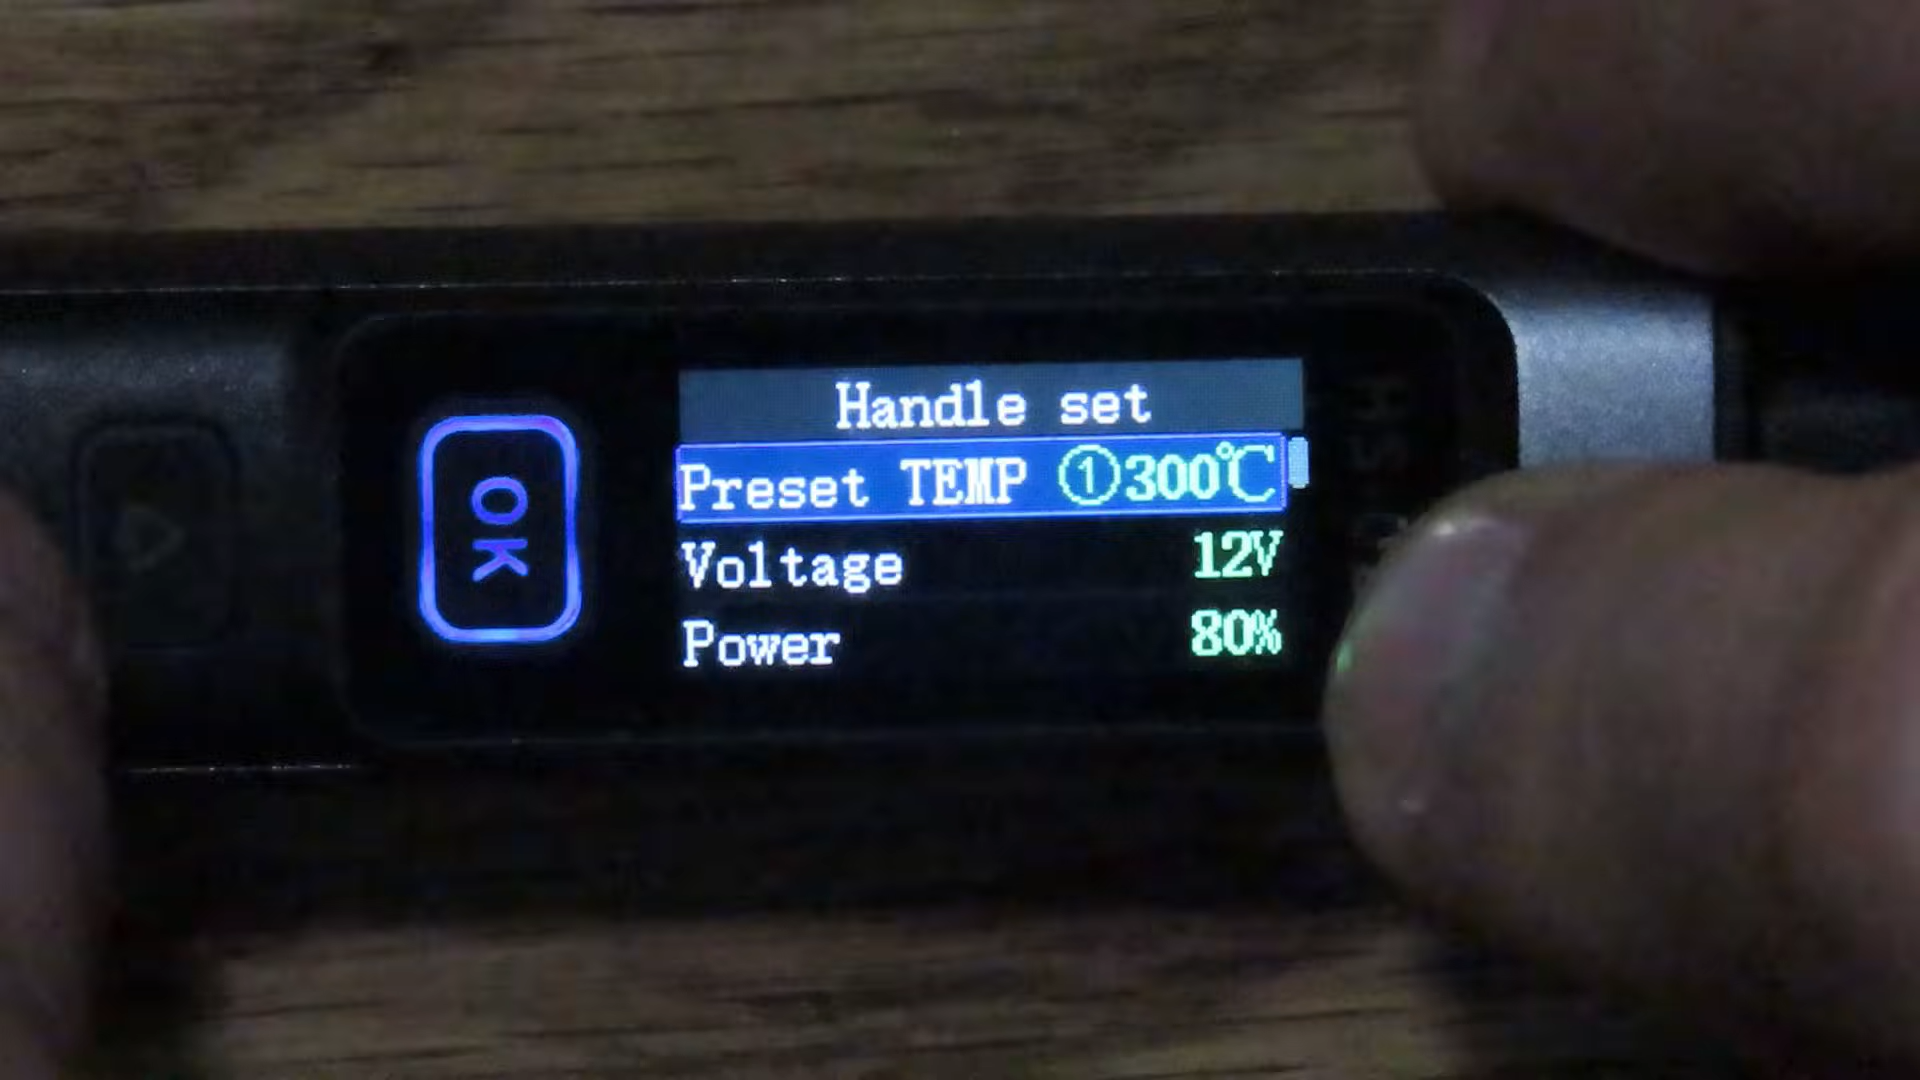 OK
Handle set
Preset TEMP ①300℃
Voltage 12V
Power 80%